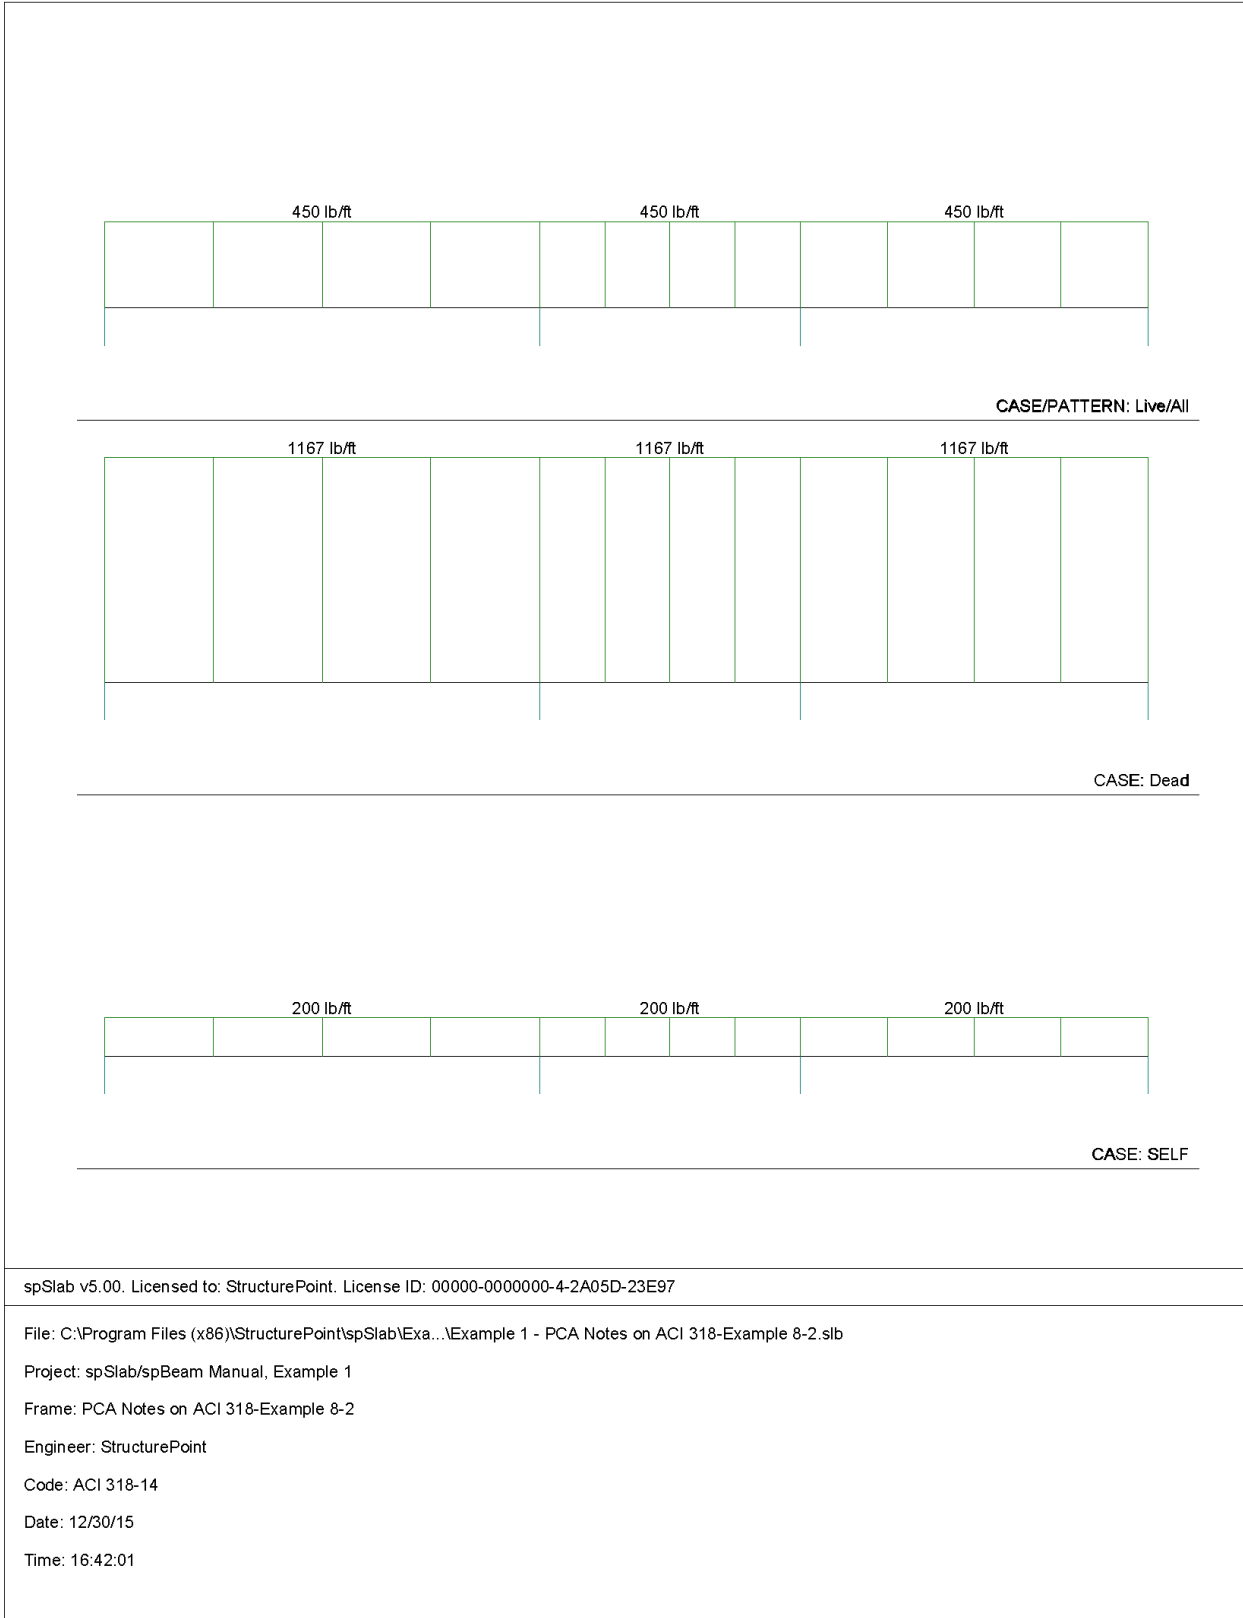 450 lb/ft 450 lb/ft 450 lb/ft
CASE/PATTERN: Live/All
1167 lb/ft 1167 lb/ft 1167 lb/ft
CASE: Dead
200 lb/ft 200 lb/ft 200 lb/ft
CASE: SELF
spSlab v5.00. Licensed to: StructurePoint. License ID: 00000-0000000-4-2A05D-23E97
File: C:\Program Files (x86)\StructurePoint\spSlab\Exa...\Example 1 - PCA Notes on ACI 318-Example 8-2.slb
Project: spSlab/spBeam Manual, Example 1
Frame: PCA Notes on ACI 318-Example 8-2
Engineer: StructurePoint
Code: ACI 318-14
Date: 12/30/15
Time: 16:42:01